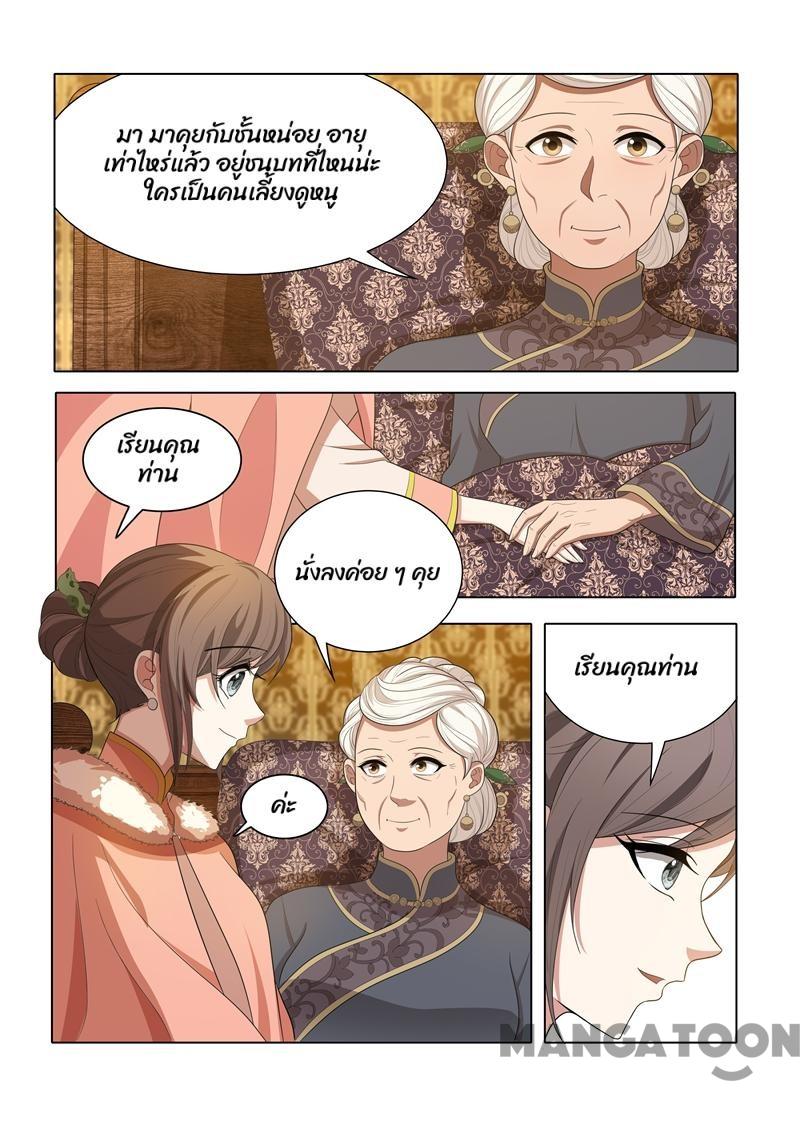 มา มาคุยกับชั้นหน่อย อายุ
เท่าไหร่แล้ว อยู่ชนบทที่ไหนน่ะ
ใครเป็นคนเลี้ยงดูหนู
เรียนคุณ
ท่าน
นั่งลงค่อย ๆ คุย
ค่ะ
เรียนคุณท่าน
MANGATOON